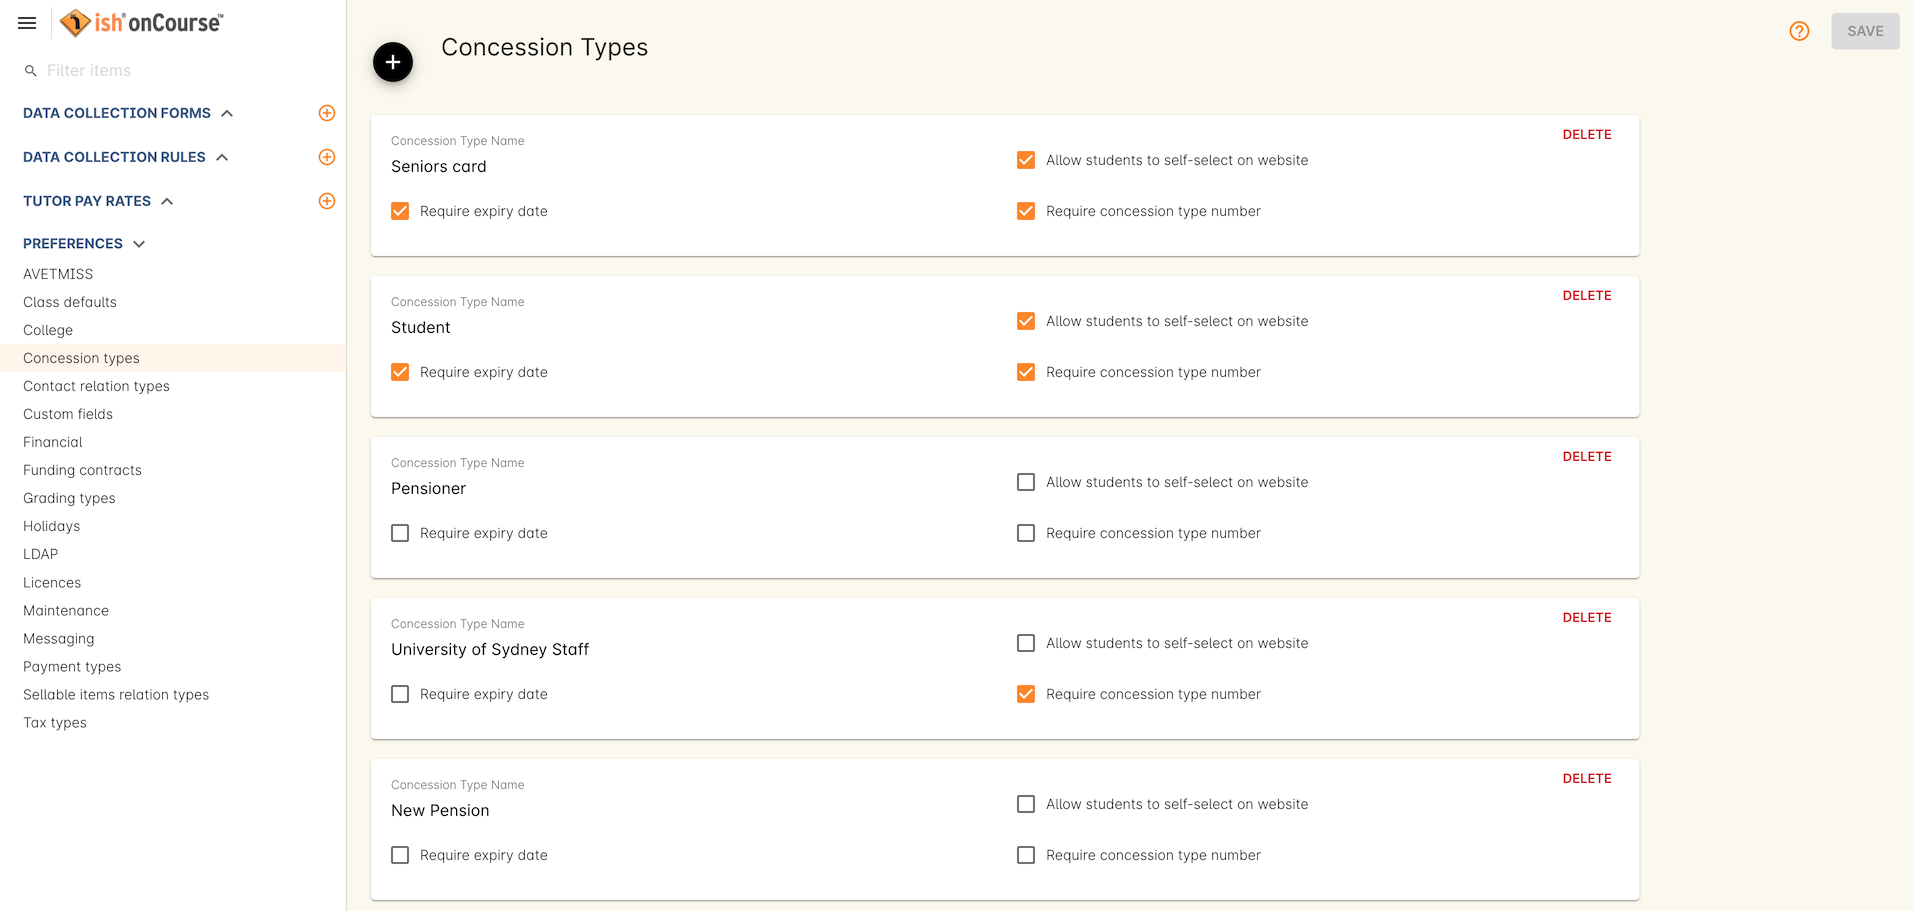 ish® onCourse™
Filter items
DATA COLLECTION FORMS
DATA COLLECTION RULES
TUTOR PAY RATES
PREFERENCES
AVETMISS
Class defaults
College
Concession types
Contact relation types
Custom fields
Financial
Funding contracts
Grading types
Holidays
LDAP
Licences
Maintenance
Messaging
Payment types
Sellable items relation types
Tax types
Concession Types
SAVE
Concession Type Name
DELETE
Seniors card
Allow students to self-select on website
Require expiry date
Require concession type number
Concession Type Name
DELETE
Student
Allow students to self-select on website
Require expiry date
Require concession type number
Concession Type Name
DELETE
Pensioner
Allow students to self-select on website
Require expiry date
Require concession type number
Concession Type Name
DELETE
University of Sydney Staff
Allow students to self-select on website
Require expiry date
Require concession type number
Concession Type Name
DELETE
New Pension
Allow students to self-select on website
Require expiry date
Require concession type number